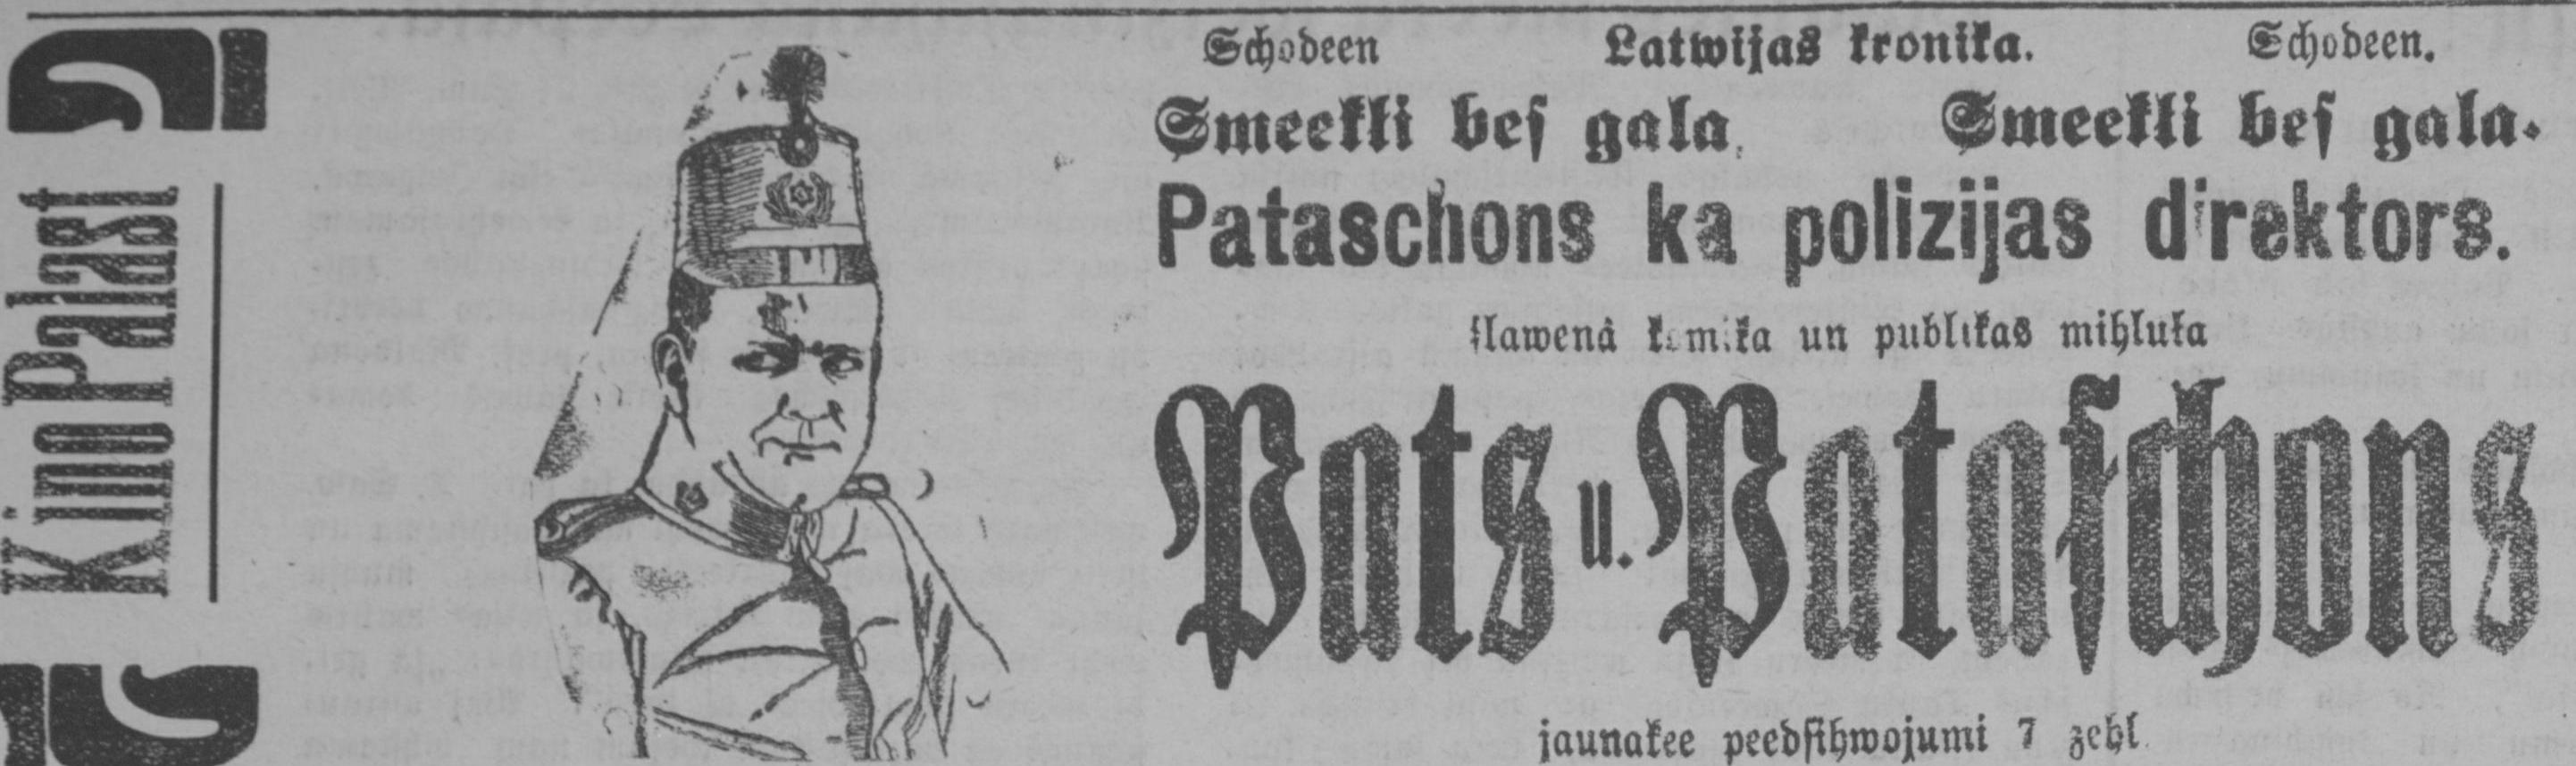 Kino Palast
Schodeen Latwijas kronika. Schodeen.
Smeekli bes gala. Smeekli beſ gala.
Pataschons ka polizijas direktors.
ſlawenâ komika un publikas mihluļa
Pats u. Pataſchons
jaunakee peedſihwojumi 7 zehl.